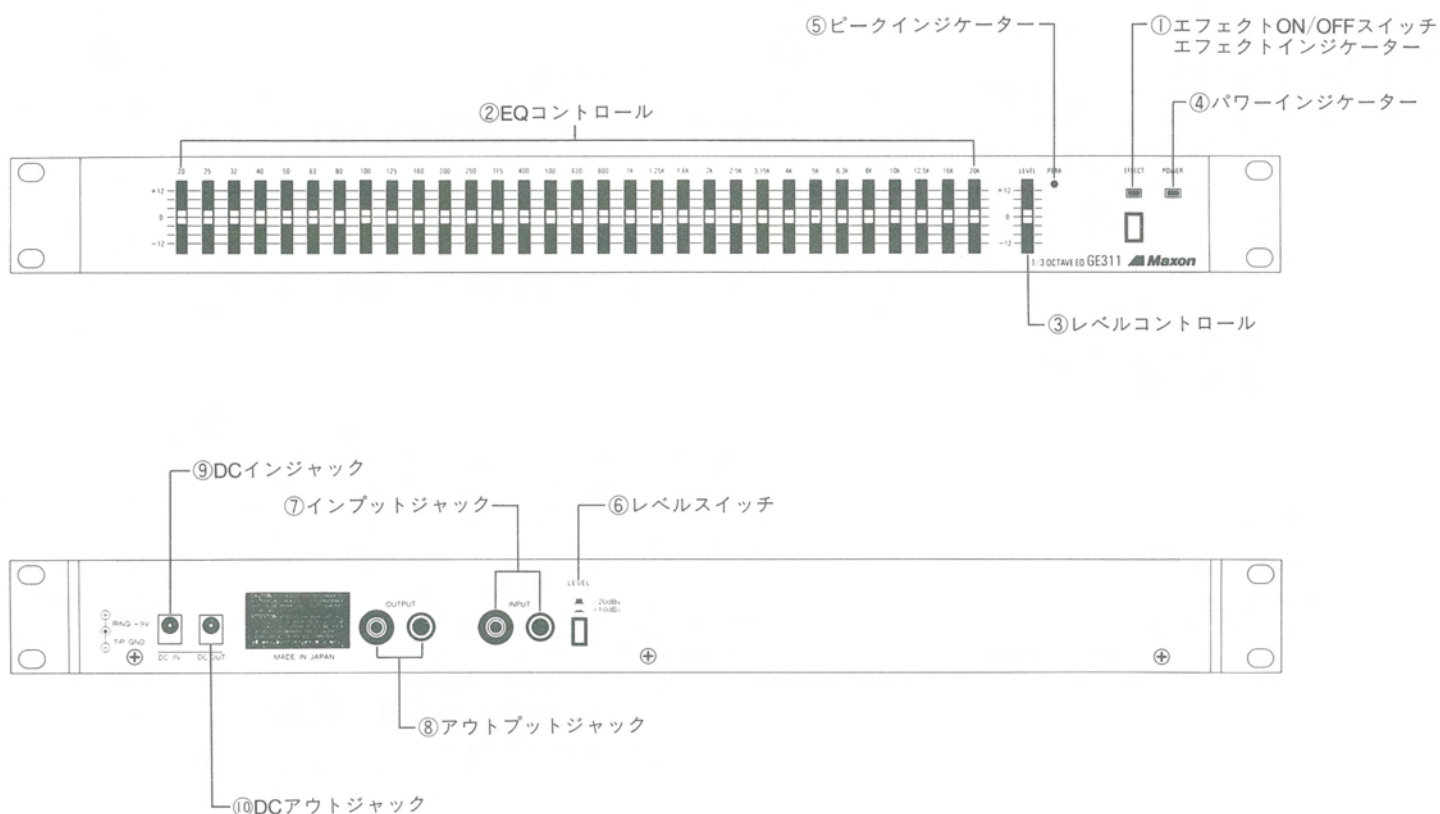 ⑤ピークインジケーター
①エフェクトON/OFFスイッチ
エフェクトインジケーター
②EQコントロール
④パワーインジケーター
20 25 32 40 50 63 80 100 125 160 200 250 315 400 500 630 800 1K 1.25K 1.6K 2K 2.5K 3.15K 4K 5K 6.3K 8K 10K 12.5K 16K 20K LEVEL PEAK EFFECT POWER
+12 +12
0 0
-12 -12
1/3 OCTAVE EQ GE311 Maxon
③レベルコントロール
⑨DCインジャック
⑦インプットジャック
⑥レベルスイッチ
LEVEL
OUTPUT INPUT
-20dBv
RING -9V
TIP GND
DC IN DC OUT MADE IN JAPAN
⑧アウトプットジャック
⑩DCアウトジャック